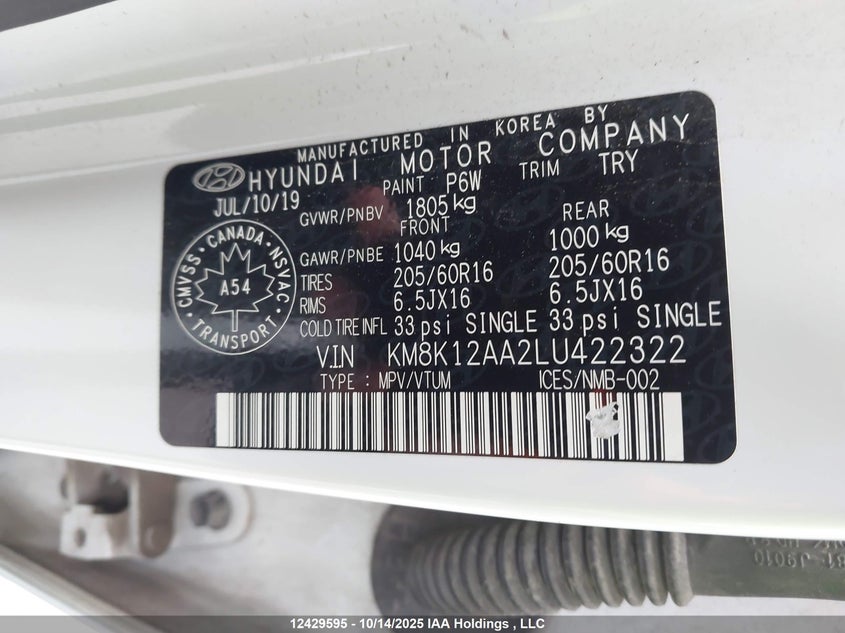 MANUFACTURED IN KOREA BY
HYUNDAI MOTOR COMPANY
JUL/10/19 PAINT P6W TRIM TRY
GVWR/PNBV 1805 kg
FRONT REAR
GAWR/PNBE 1040 kg 1000 kg
TIRES 205/60R16 205/60R16
RIMS 6.5JX16 6.5JX16
COLD TIRE INFL 33 psi SINGLE 33 psi SINGLE
V.I.N KM8K12AA2LU422322
TYPE : MPV/VTUM ICES/NMB-002
CMVSS · CANADA · NSVAC · TRANSPORT
A54
12429595 - 10/14/2025 IAA Holdings , LLC